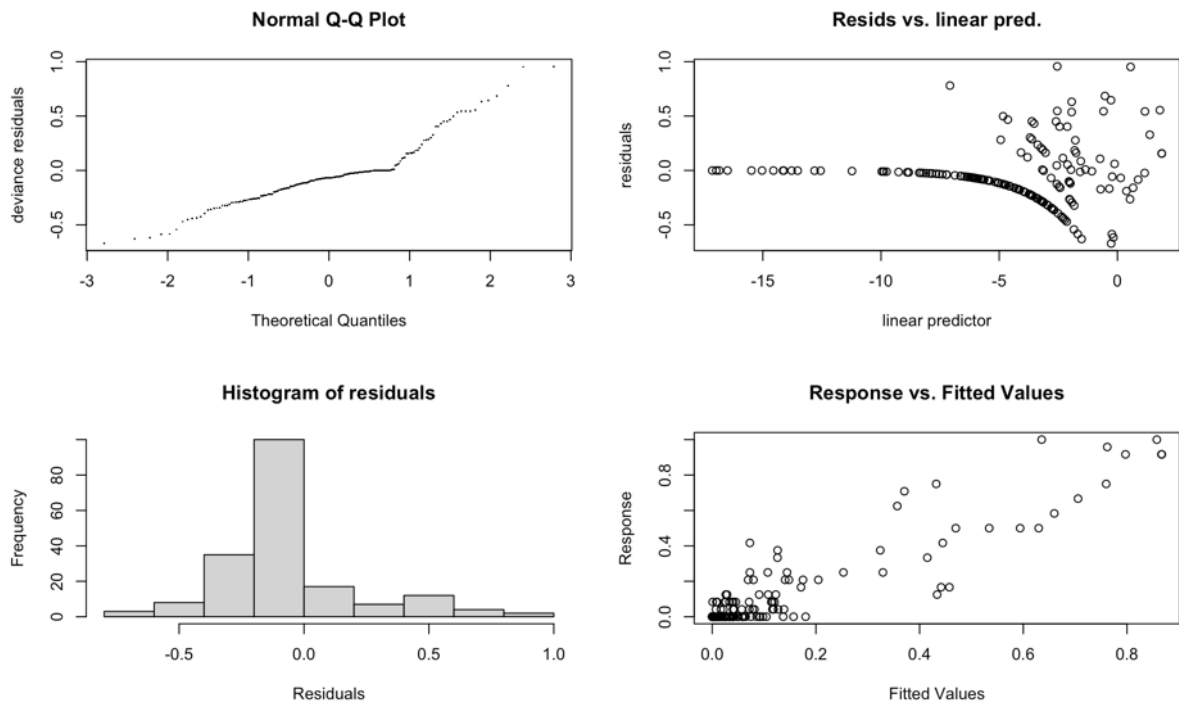 Normal Q-Q Plot
deviance residuals
-0.5 0.0 0.5 1.0
-3 -2 -1 0 1 2 3
Theoretical Quantiles
Resids vs. linear pred.
residuals
-0.5 0.0 0.5 1.0
-15 -10 -5 0
linear predictor
Histogram of residuals
Frequency
0 20 40 60 80
-0.5 0.0 0.5 1.0
Residuals
Response vs. Fitted Values
Response
0.0 0.4 0.8
0.0 0.2 0.4 0.6 0.8
Fitted Values